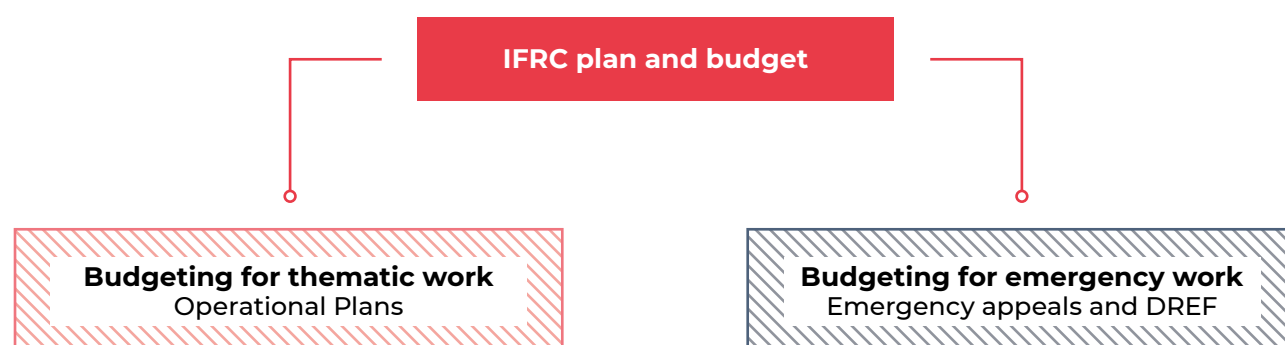 IFRC plan and budget
Budgeting for thematic work
Operational Plans
Budgeting for emergency work
Emergency appeals and DREF